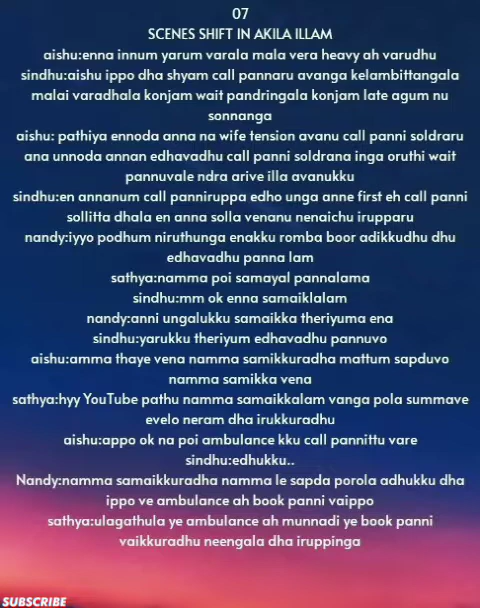 07
SCENES SHIFT IN AKILA ILLAM
aishu:enna innum yarum varala mala vera heavy ah varudhu
sindhu:aishu ippo dha shyam call pannaru avanga kelambittangala
malai varadhala konjam wait pandringala konjam late agum nu
sonnanga
aishu: pathiya ennoda anna na wife tension avanu call panni soldraru
ana unnoda annan edhavadhu call panni soldrana inga oruthi wait
pannuvale ndra arive illa avanukku
sindhu:en annanum call panniruppa edho unga anne first eh call panni
sollitta dhala en anna solla venanu nenaichu irupparu
nandy:iyyo podhum niruthunga enakku romba boor adikkudhu dhu
edhavadhu panna lam
sathya:namma poi samayal pannalama
sindhu:mm ok enna samaiklalam
nandy:anni ungalukku samaikka theriyuma ena
sindhu:yarukku theriyum edhavadhu pannuvo
aishu:amma thaye vena namma samikkuradha mattum sapduvo
namma samikka vena
sathya:hyy YouTube pathu namma samaikkalam vanga pola summave
evelo neram dha irukkuradhu
aishu:appo ok na poi ambulance kku call pannittu vare
sindhu:edhukku..
Nandy:namma samaikkuradha namma le sapda porola adhukku dha
ippo ve ambulance ah book panni vaippo
sathya:ulagathula ye ambulance ah munnadi ye book panni
vaikkuradhu neengala dha iruppinga
SUBSCRIBE